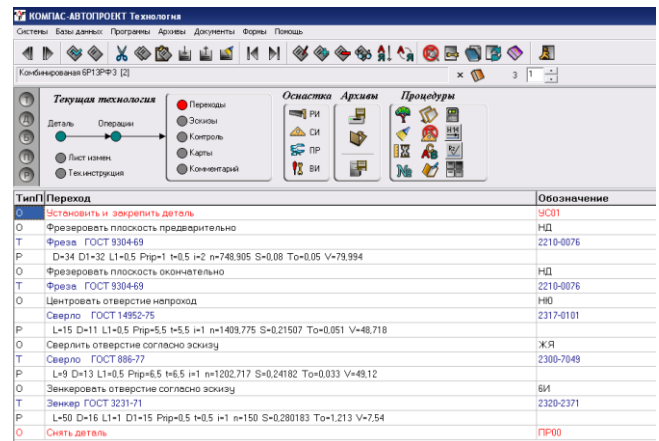 КОМПАС-АВТОПРОЕКТ Технология
Системы Базы данных Программы Архивы Документы Формы Помощь
Комбинированая 6Р13РФ3 [2] 3 1
Текущая технология
Деталь Операции
Лист измен.
Тех.инструкция
Переходы
Эскизы
Контроль
Карты
Комментарий
Оснастка Архивы Процедуры
РИ
СИ
ПР
ВИ
ТипП Переход Обозначение
О Установить и закрепить деталь УС01
О Фрезеровать плоскость предварительно НД
Т Фреза ГОСТ 9304-69 2210-0076
Р D=34 D1=32 L1=0,5 Prip=1 t=0,5 i=2 n=748,905 S=0,08 To=0,05 V=79,994
О Фрезеровать плоскость окончательно НД
Т Фреза ГОСТ 9304-69 2210-0076
О Центровать отверстие напроход НЮ
Сверло ГОСТ 14952-75 2317-0101
Р L=15 D=11 L1=0,5 Prip=5,5 t=5,5 i=1 n=1409,775 S=0,21507 To=0,051 V=48,718
О Сверлить отверстие согласно эскизу ЖЯ
Т Сверло ГОСТ 886-77 2300-7049
Р L=9 D=13 L1=0,5 Prip=6,5 t=6,5 i=1 n=1202,717 S=0,24182 To=0,033 V=49,12
О Зенкеровать отверстие согласно эскизу 6И
Т Зенкер ГОСТ 3231-71 2320-2371
Р L=50 D=16 L1=1 D1=15 Prip=0,5 t=0,5 i=1 n=150 S=0,280183 To=1,213 V=7,54
О Снять деталь ПР00